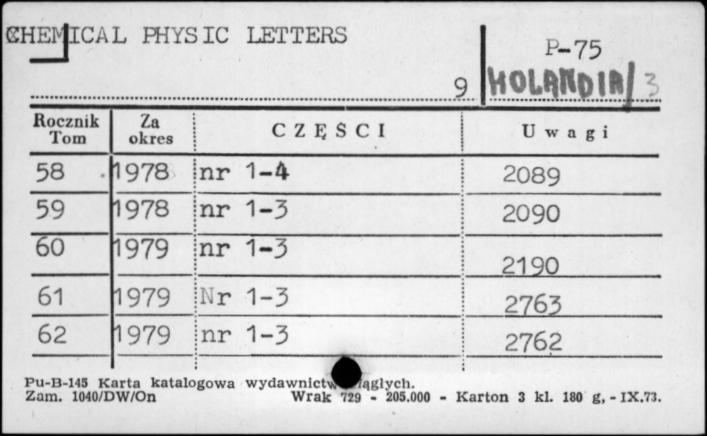 CHEMICAL PHYSIC LETTERS
P-75
9 HOLANDIA/3
Rocznik Tom Za okres CZĘŚCI Uwagi
58 1978 nr 1-4 2089
59 1978 nr 1-3 2090
60 1979 nr 1-3 2190
61 1979 Nr 1-3 2763
62 1979 nr 1-3 2762
Pu-B-145 Karta katalogowa wydawnictw ciągłych.
Zam. 1040/DW/On Wrak 729 - 205.000 - Karton 3 kl. 180 g, - IX.73.